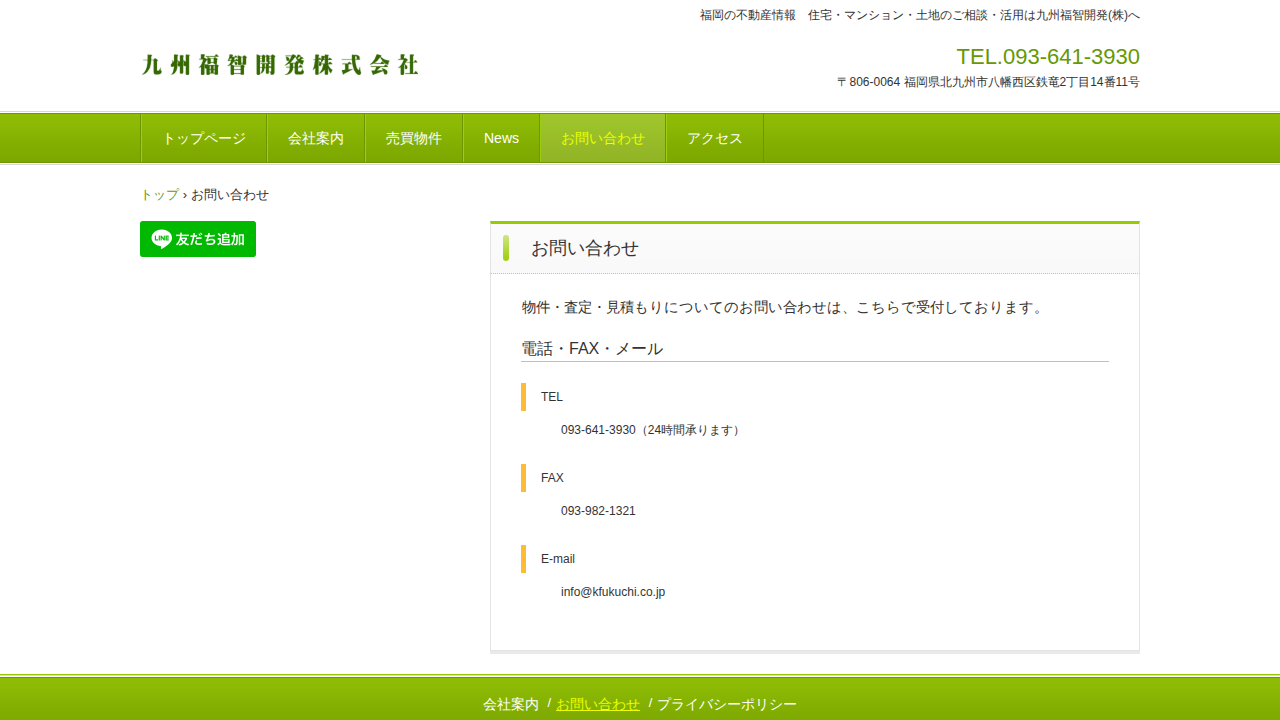 福岡の不動産情報　住宅・マンション・土地のご相談・活用は九州福智開発(株)へ
九州福智開発株式会社
TEL.093-641-3930
〒806-0064 福岡県北九州市八幡西区鉄竜2丁目14番11号
トップページ 会社案内 売買物件 News お問い合わせ アクセス
トップ › お問い合わせ
LINE 友だち追加
お問い合わせ
物件・査定・見積もりについてのお問い合わせは、こちらで受付しております。
電話・FAX・メール
TEL
093-641-3930（24時間承ります）
FAX
093-982-1321
E-mail
info@kfukuchi.co.jp
会社案内 / お問い合わせ / プライバシーポリシー